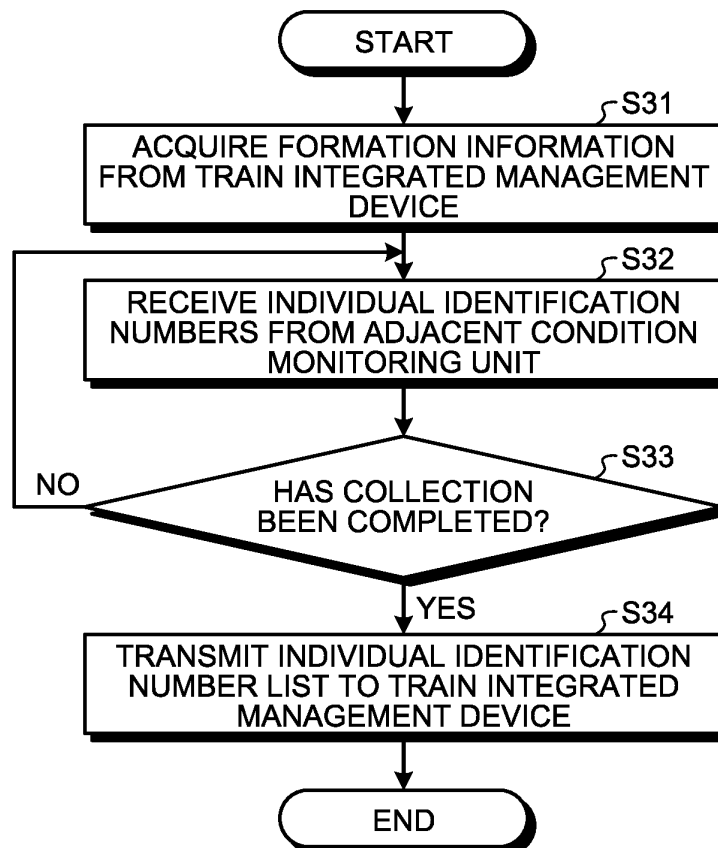 START
S31
ACQUIRE FORMATION INFORMATION
FROM TRAIN INTEGRATED MANAGEMENT
DEVICE
S32
RECEIVE INDIVIDUAL IDENTIFICATION
NUMBERS FROM ADJACENT CONDITION
MONITORING UNIT
S33
NO
HAS COLLECTION
BEEN COMPLETED?
YES
S34
TRANSMIT INDIVIDUAL IDENTIFICATION
NUMBER LIST TO TRAIN INTEGRATED
MANAGEMENT DEVICE
END